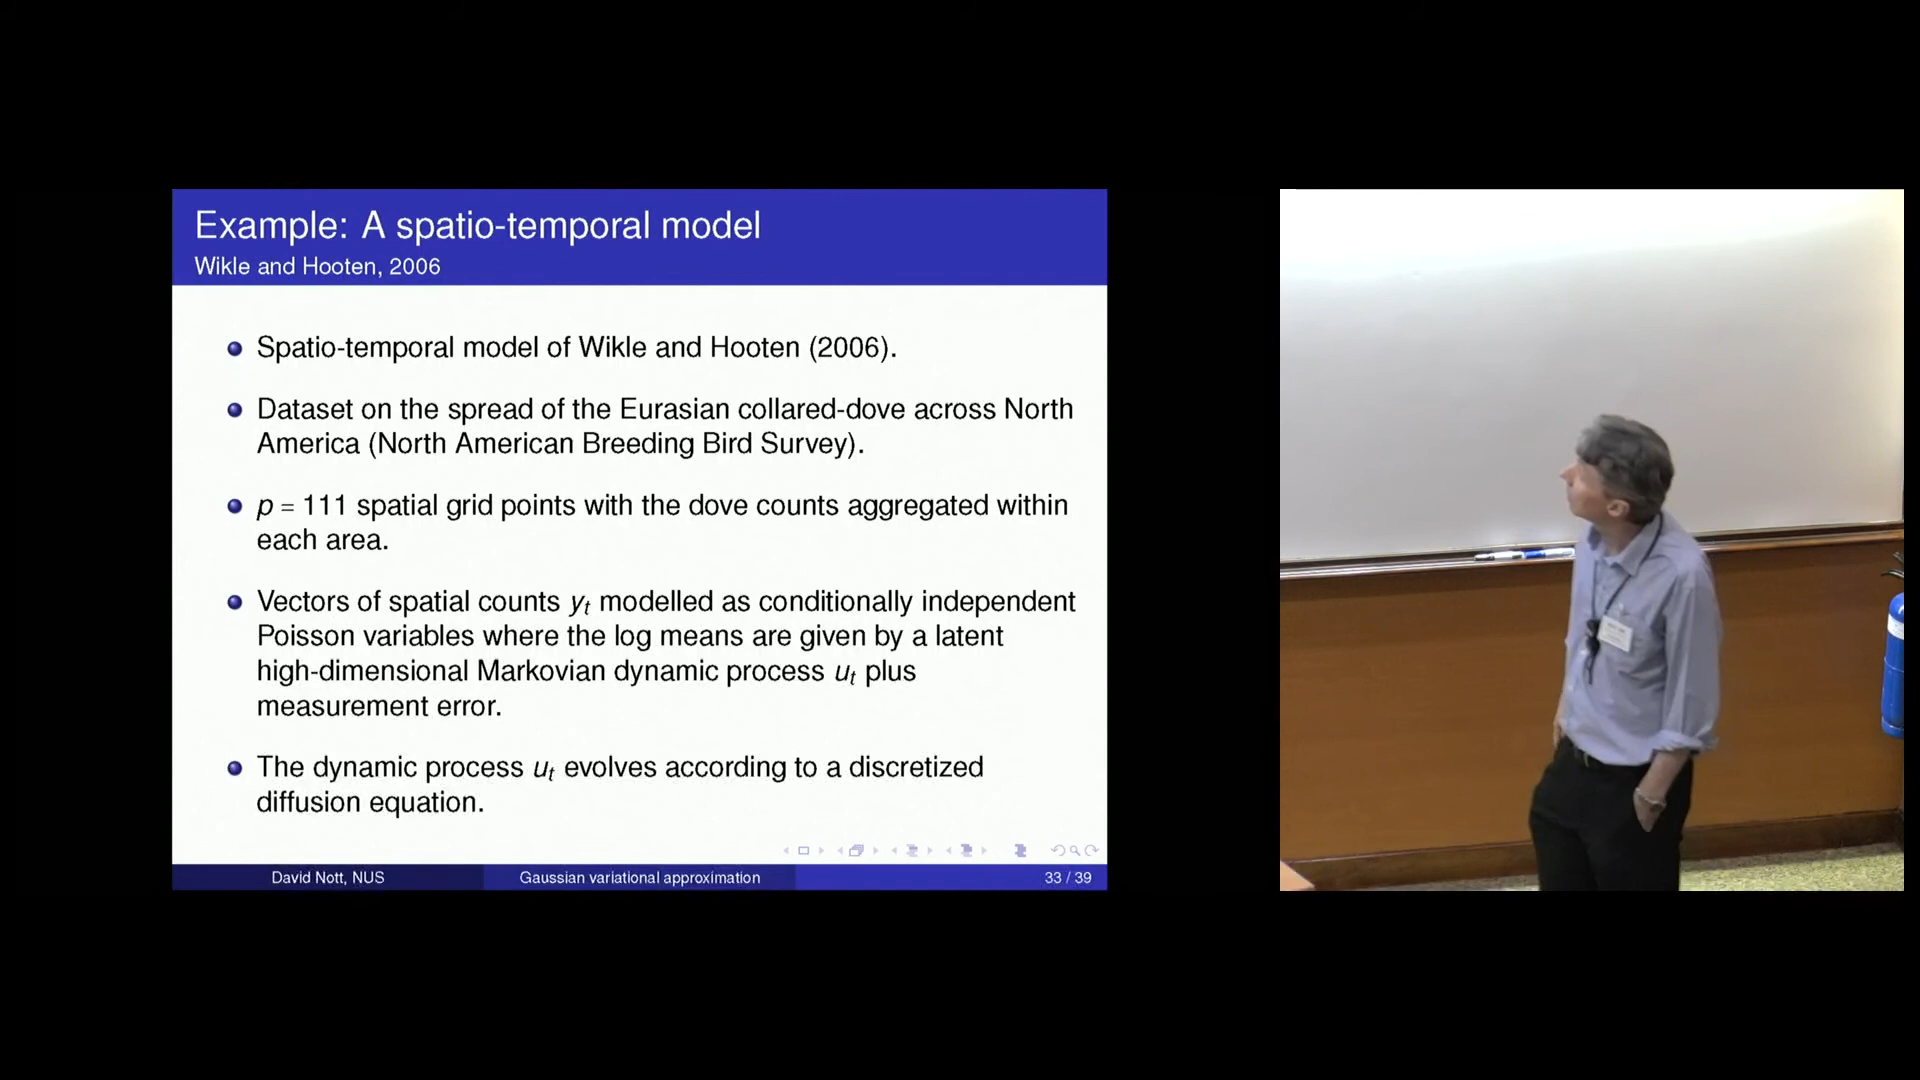 Example: A spatio-temporal model
Wikle and Hooten, 2006
Spatio-temporal model of Wikle and Hooten (2006).
Dataset on the spread of the Eurasian collared-dove across North
America (North American Breeding Bird Survey).
p = 111 spatial grid points with the dove counts aggregated within
each area.
Vectors of spatial counts yₜ modelled as conditionally independent
Poisson variables where the log means are given by a latent
high-dimensional Markovian dynamic process uₜ plus
measurement error.
The dynamic process uₜ evolves according to a discretized
diffusion equation.
David Nott, NUS
Gaussian variational approximation
33 / 39